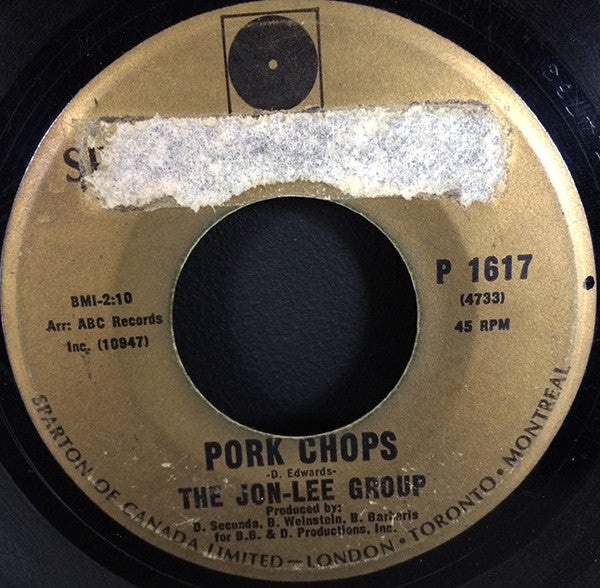 P 1617
(4733)
45 RPM
BMI-2:10
Arr: ABC Records
Inc. (10947)
PORK CHOPS
-D. Edwards-
THE JON-LEE GROUP
Produced by:
D. Secunda, B. Weinstein, B. Barberis
for B.B. & D. Productions, Inc.
SPARTON OF CANADA LIMITED—LONDON • TORONTO • MONTREAL